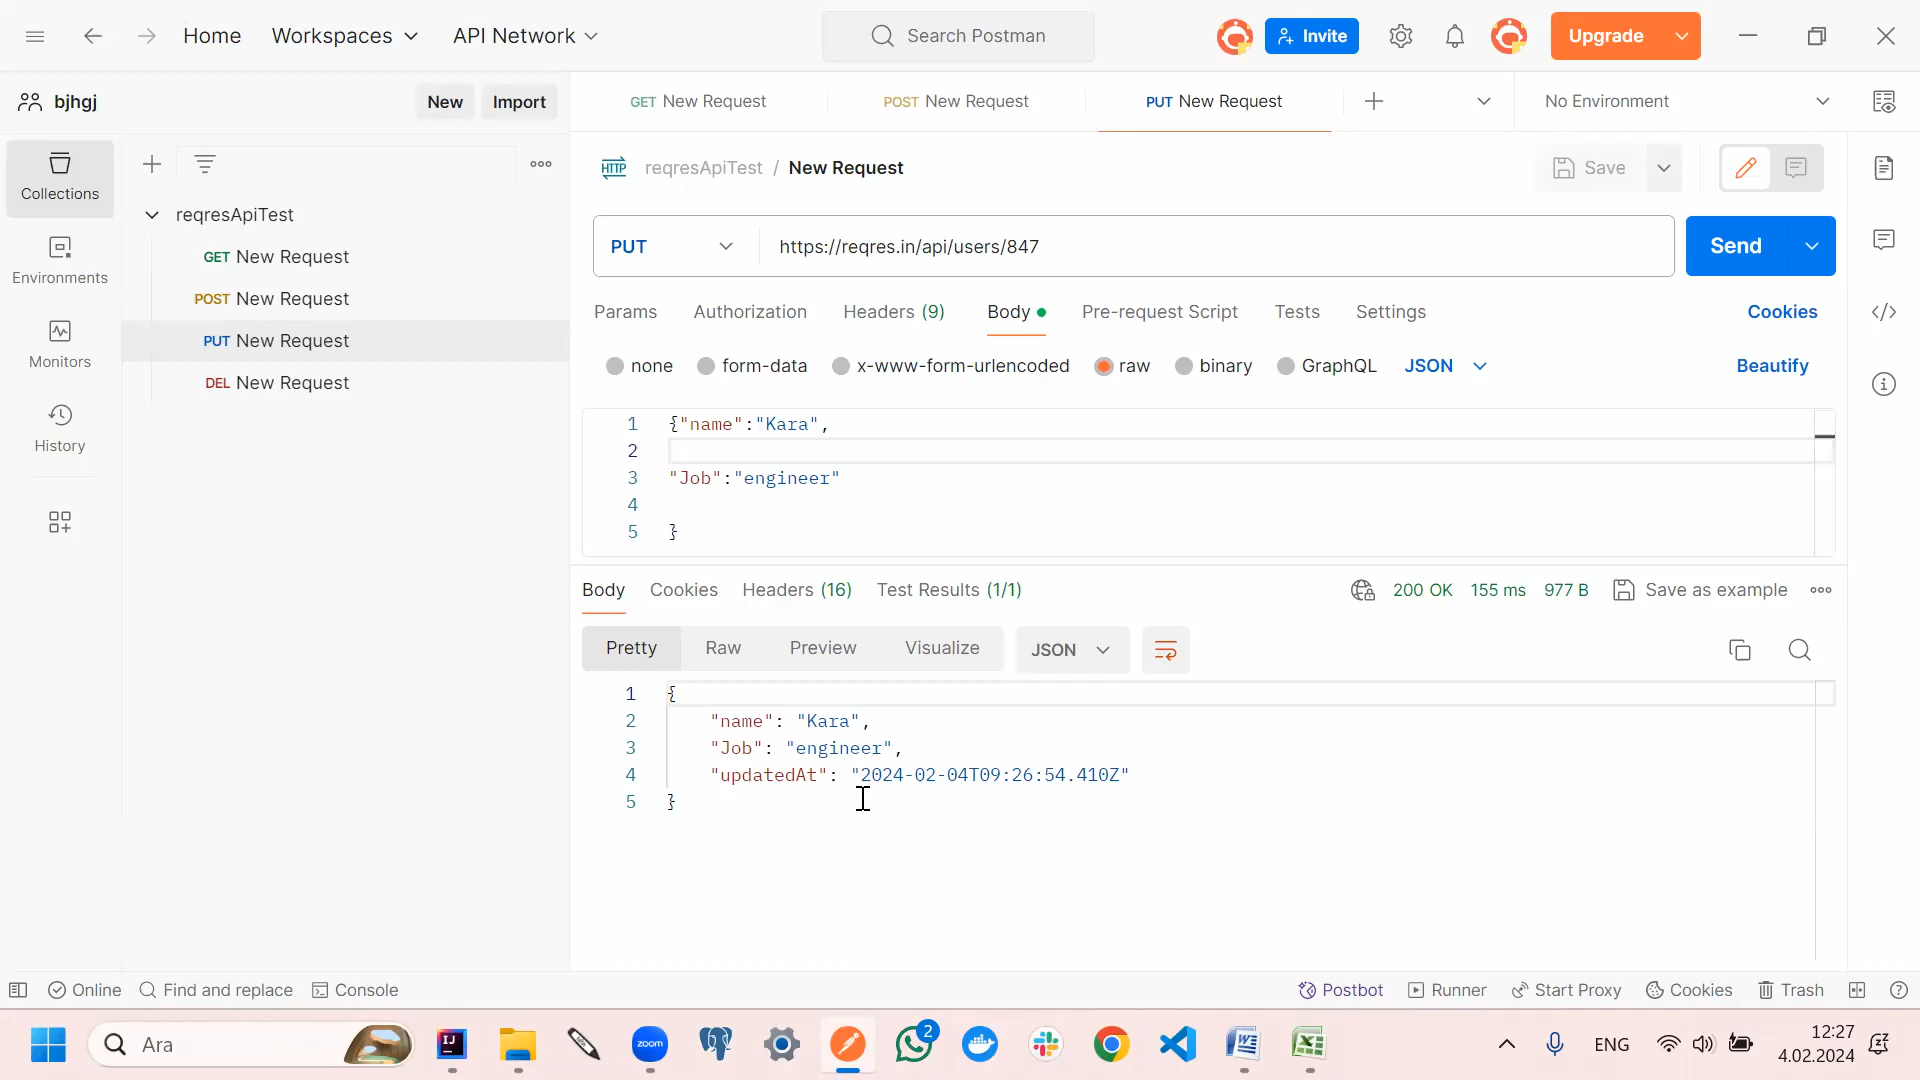 Home
Workspaces
API Network
Search Postman
Invite
Upgrade
bjhgj
New
Import
GET New Request
POST New Request
PUT New Request
No Environment
Collections
Environments
Monitors
History
reqresApiTest
GET New Request
POST New Request
PUT New Request
DEL New Request
HTTP
reqresApiTest / New Request
Save
PUT
https://reqres.in/api/users/847
Send
Params
Authorization
Headers (9)
Body
Pre-request Script
Tests
Settings
Cookies
none
form-data
x-www-form-urlencoded
raw
binary
GraphQL
JSON
Beautify
1 {"name":"Kara",
2
3 "Job":"engineer"
4
5 }
Body
Cookies
Headers (16)
Test Results (1/1)
200 OK
155 ms
977 B
Save as example
Pretty
Raw
Preview
Visualize
JSON
1 {
2 "name": "Kara",
3 "Job": "engineer",
4 "updatedAt": "2024-02-04T09:26:54.410Z"
5 }
Online
Find and replace
Console
Postbot
Runner
Start Proxy
Cookies
Trash
Ara
IJ
zoom
2
ENG
12:27
4.02.2024